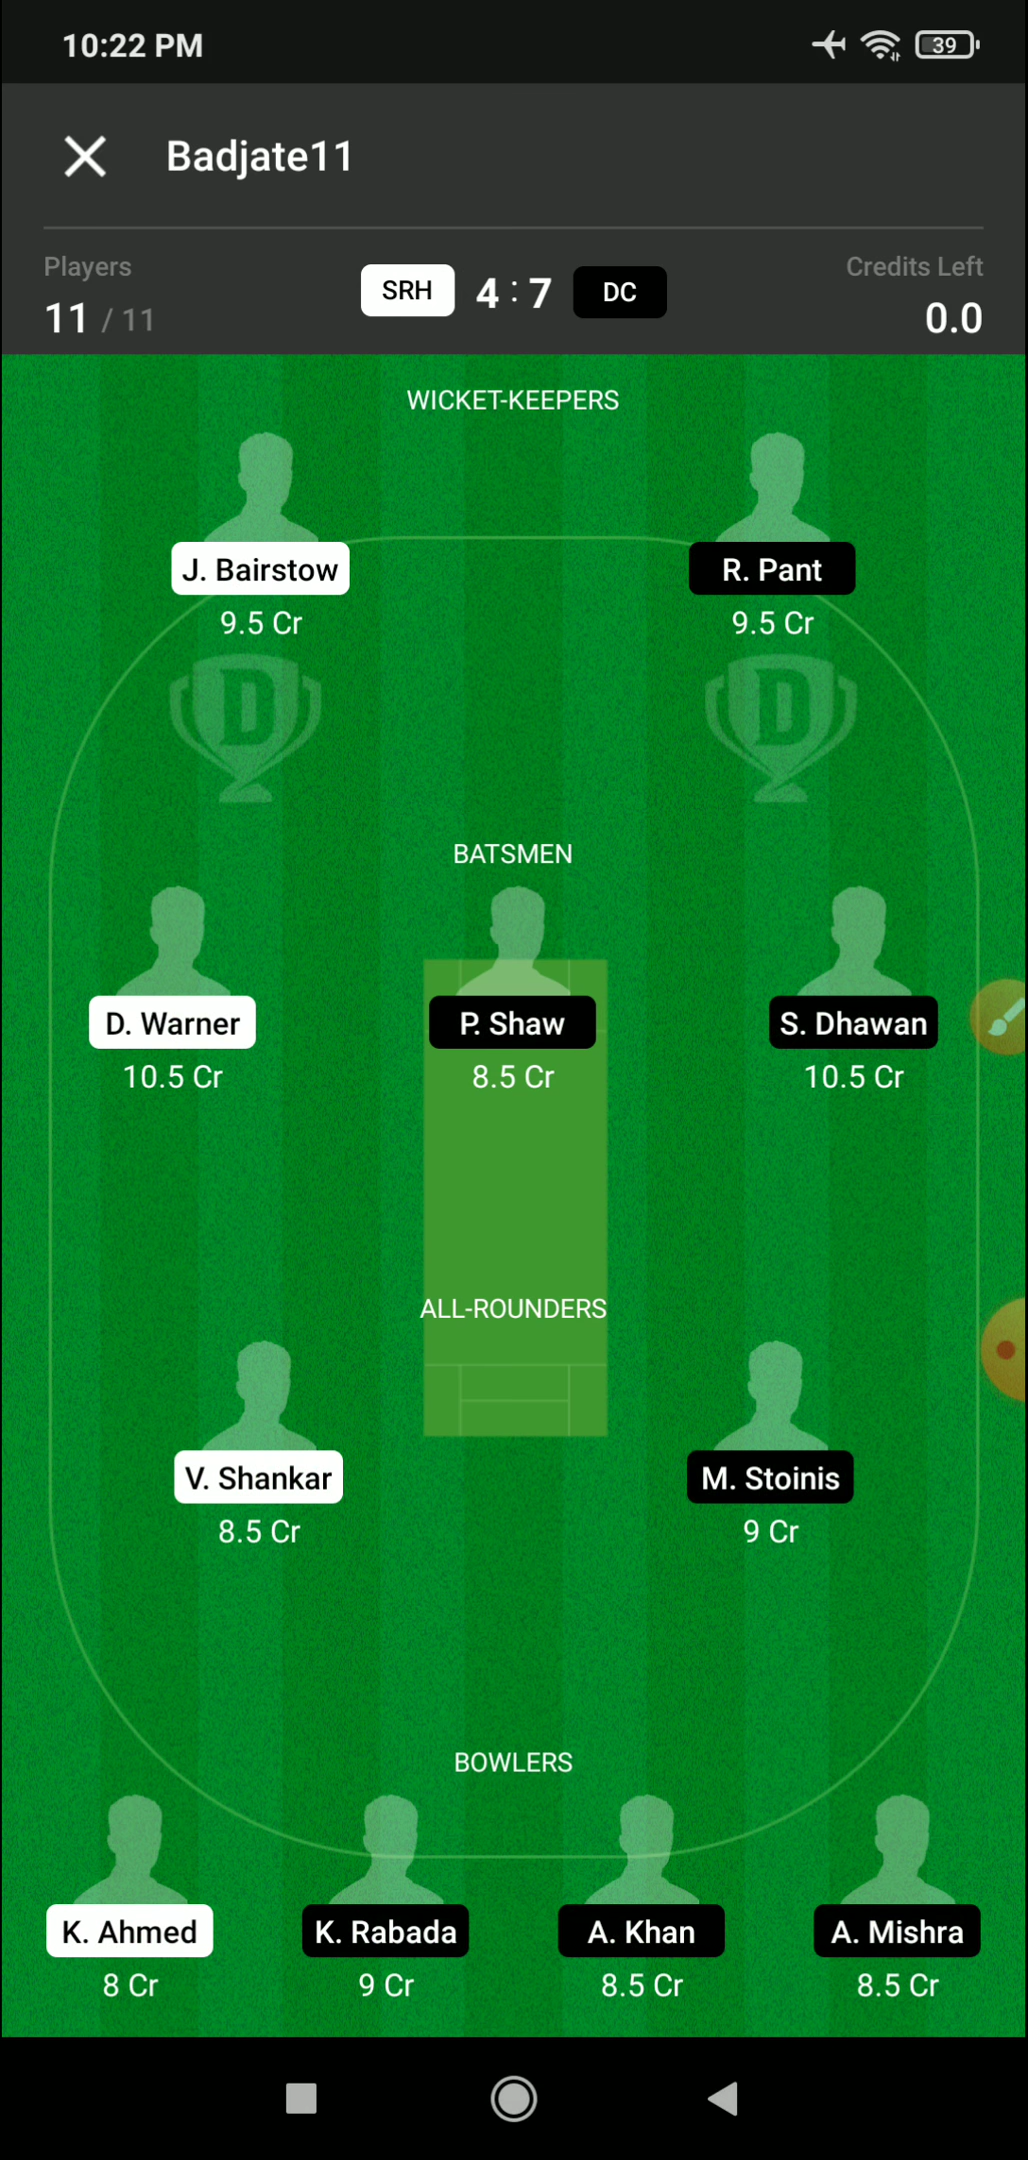 10:22 PM
39
Badjate11
Players
Credits Left
SRH 4 : 7 DC
11 / 11
0.0
WICKET-KEEPERS
J. Bairstow R. Pant
9.5 Cr 9.5 Cr
D D
BATSMEN
D. Warner P. Shaw S. Dhawan
10.5 Cr 8.5 Cr 10.5 Cr
ALL-ROUNDERS
V. Shankar M. Stoinis
8.5 Cr 9 Cr
BOWLERS
K. Ahmed K. Rabada A. Khan A. Mishra
8 Cr 9 Cr 8.5 Cr 8.5 Cr